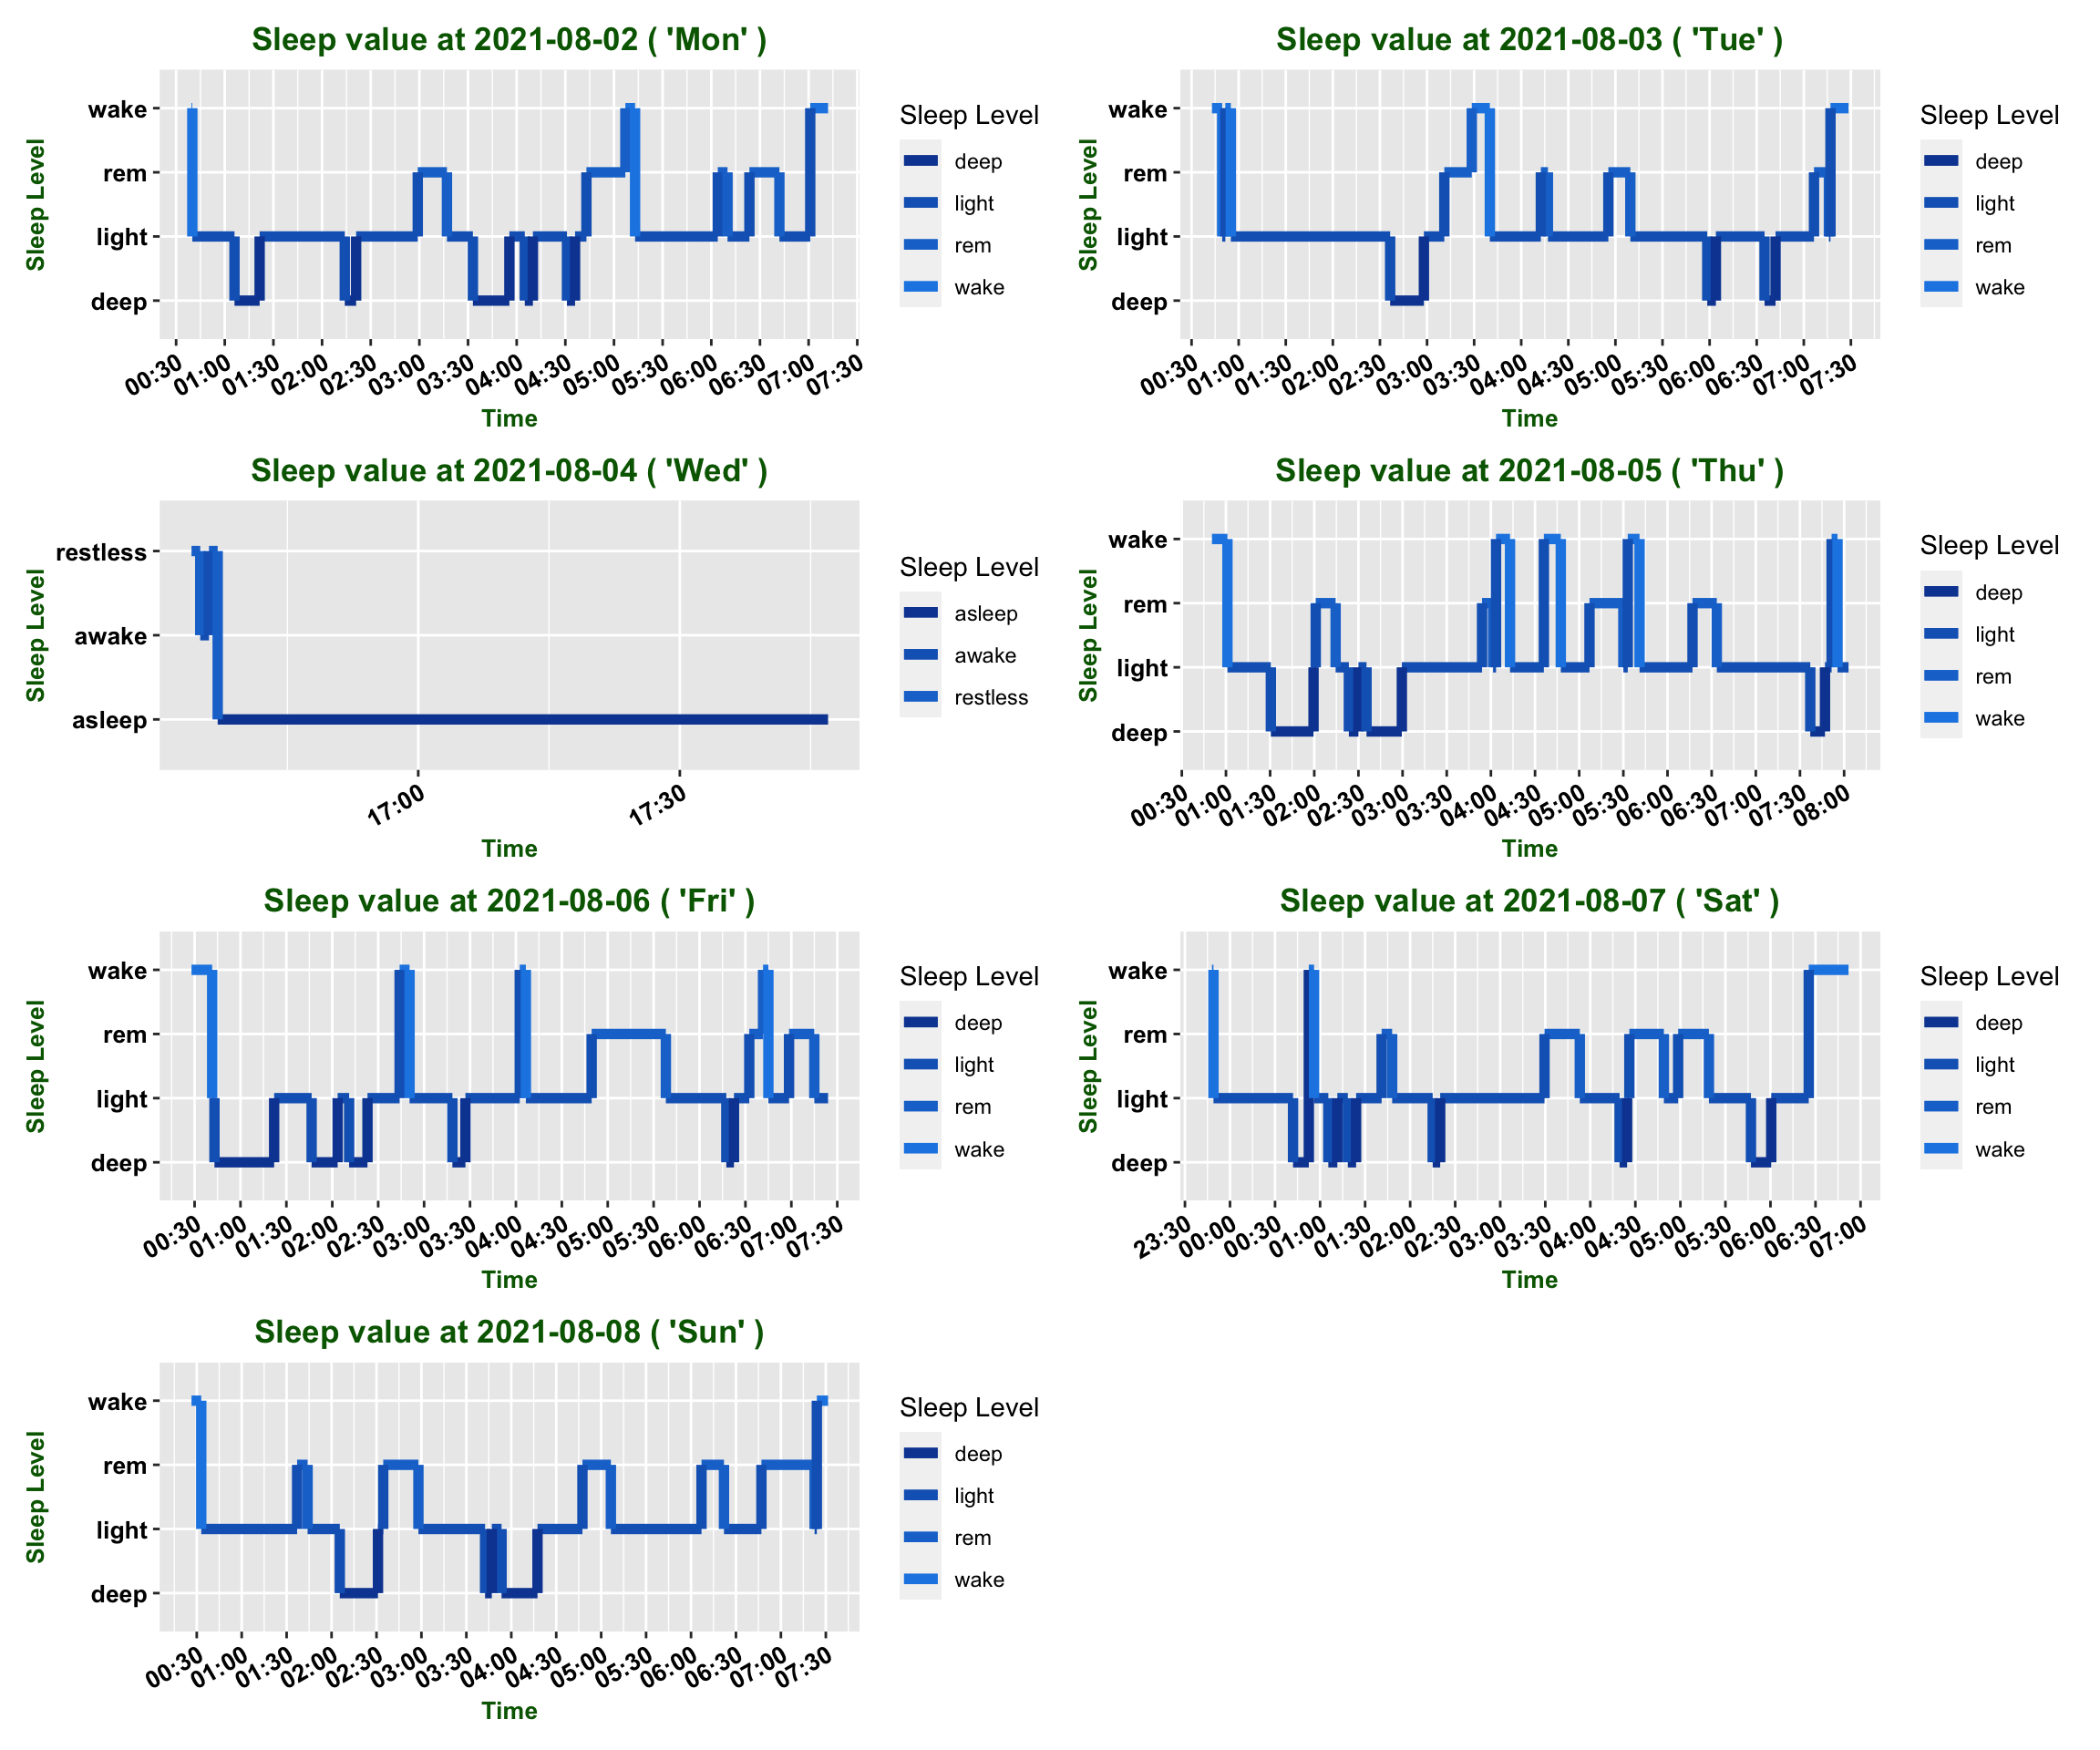 Sleep value at 2021-08-02 ( 'Mon' )
Sleep Level
wake
rem
light
deep
00:30 01:00 01:30 02:00 02:30 03:00 03:30 04:00 04:30 05:00 05:30 06:00 06:30 07:00 07:30
Time
Sleep Level
deep
light
rem
wake
Sleep value at 2021-08-03 ( 'Tue' )
Sleep Level
wake
rem
light
deep
00:30 01:00 01:30 02:00 02:30 03:00 03:30 04:00 04:30 05:00 05:30 06:00 06:30 07:00 07:30
Time
Sleep Level
deep
light
rem
wake
Sleep value at 2021-08-04 ( 'Wed' )
Sleep Level
restless
awake
asleep
17:00 17:30
Time
Sleep Level
asleep
awake
restless
Sleep value at 2021-08-05 ( 'Thu' )
Sleep Level
wake
rem
light
deep
00:30 01:00 01:30 02:00 02:30 03:00 03:30 04:00 04:30 05:00 05:30 06:00 06:30 07:00 07:30 08:00
Time
Sleep Level
deep
light
rem
wake
Sleep value at 2021-08-06 ( 'Fri' )
Sleep Level
wake
rem
light
deep
00:30 01:00 01:30 02:00 02:30 03:00 03:30 04:00 04:30 05:00 05:30 06:00 06:30 07:00 07:30
Time
Sleep Level
deep
light
rem
wake
Sleep value at 2021-08-07 ( 'Sat' )
Sleep Level
wake
rem
light
deep
23:30 00:00 00:30 01:00 01:30 02:00 02:30 03:00 03:30 04:00 04:30 05:00 05:30 06:00 06:30 07:00
Time
Sleep Level
deep
light
rem
wake
Sleep value at 2021-08-08 ( 'Sun' )
Sleep Level
wake
rem
light
deep
00:30 01:00 01:30 02:00 02:30 03:00 03:30 04:00 04:30 05:00 05:30 06:00 06:30 07:00 07:30
Time
Sleep Level
deep
light
rem
wake